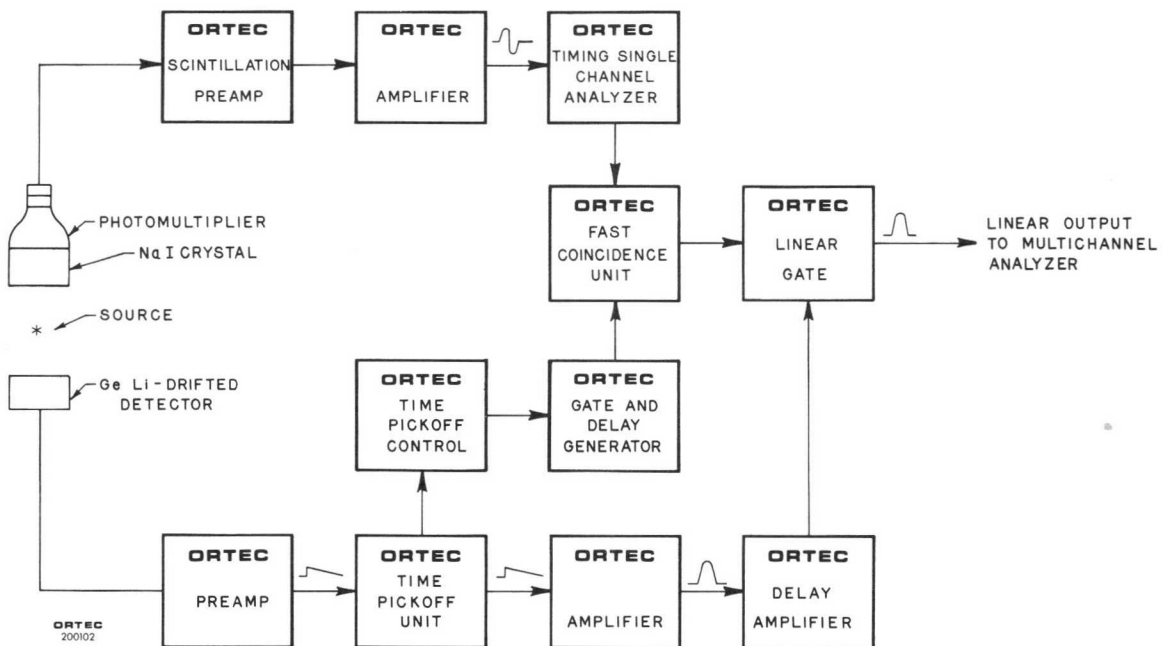 ORTEC
SCINTILLATION
PREAMP
ORTEC
AMPLIFIER
ORTEC
TIMING SINGLE
CHANNEL
ANALYZER
PHOTOMULTIPLIER
NaI CRYSTAL
SOURCE
*
Ge Li-DRIFTED
DETECTOR
ORTEC
FAST
COINCIDENCE
UNIT
ORTEC
LINEAR
GATE
LINEAR OUTPUT
TO MULTICHANNEL
ANALYZER
ORTEC
TIME
PICKOFF
CONTROL
ORTEC
GATE AND
DELAY
GENERATOR
ORTEC
PREAMP
ORTEC
TIME
PICKOFF
UNIT
ORTEC
AMPLIFIER
ORTEC
DELAY
AMPLIFIER
ORTEC
200102